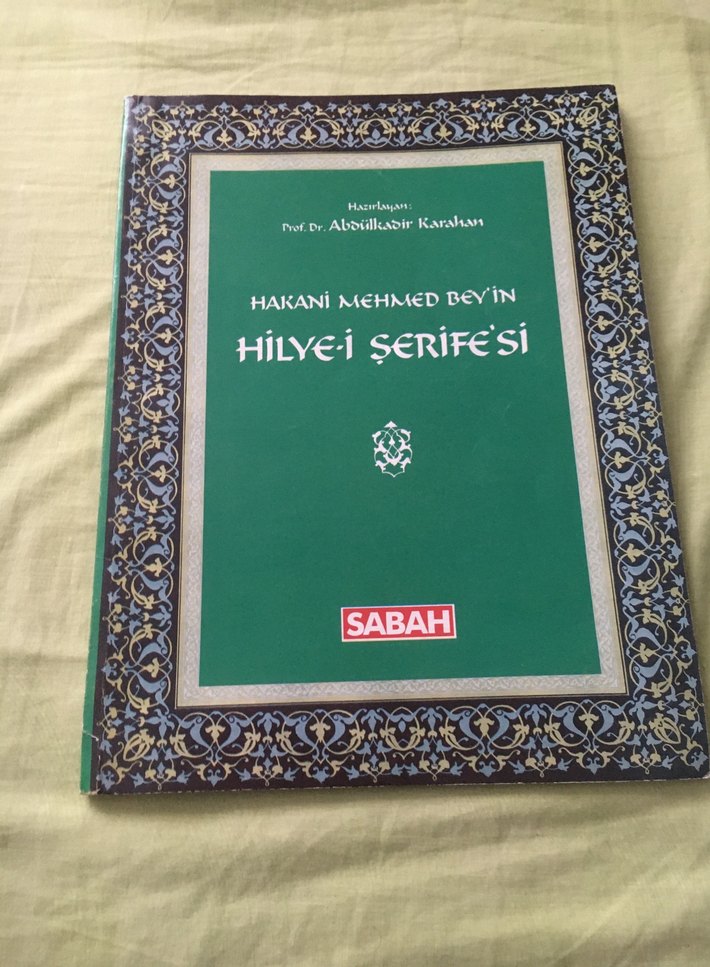 Hazırlayan:
Prof. Dr. Abdülkadir Karahan
HAKANİ MEHMED BEY'İN
HİLYE-İ ŞERİFE'Sİ
SABAH